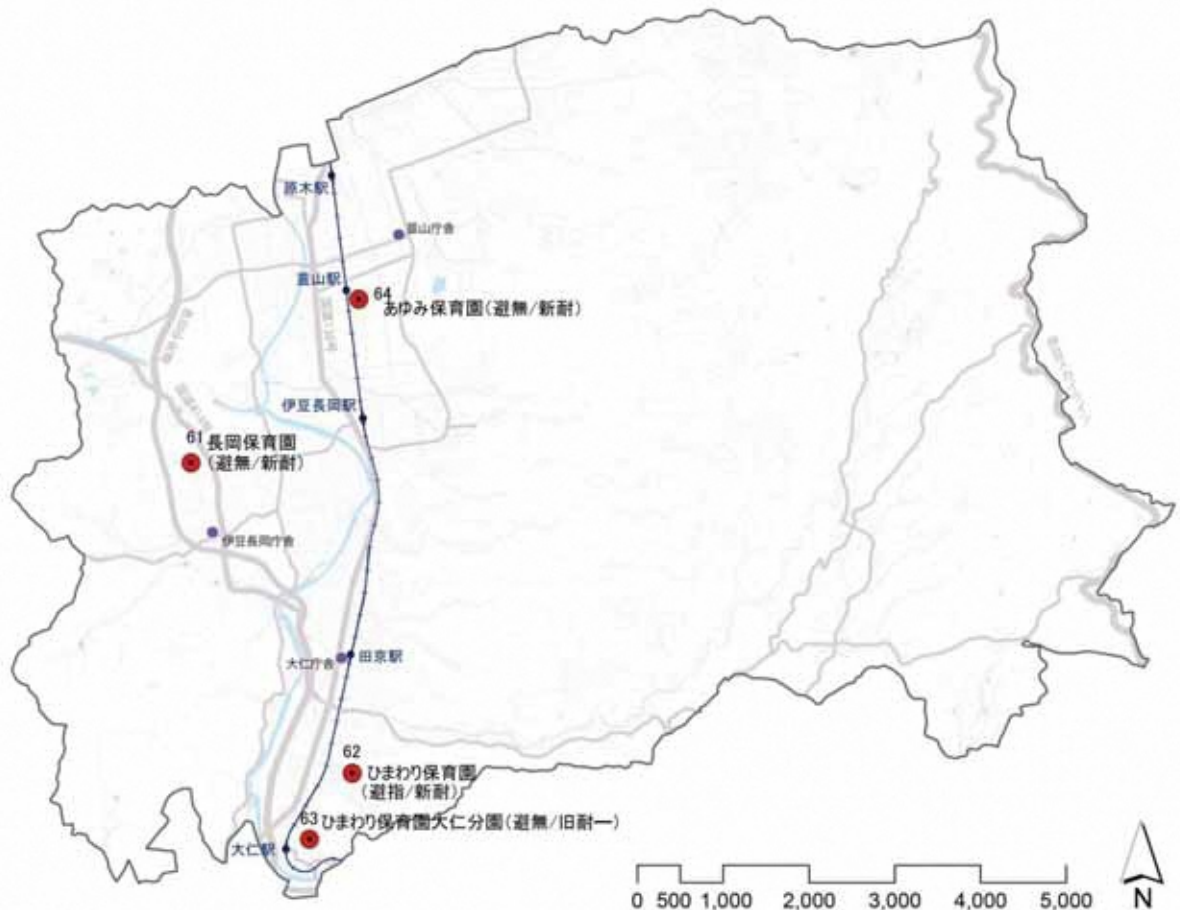 原木駅
韮山庁舎
韮山駅
64
あゆみ保育園(避無/新耐)
伊豆長岡駅
61
長岡保育園
(避無/新耐)
伊豆長岡庁舎
大仁庁舎
田京駅
62
ひまわり保育園
(避指/新耐)
63
ひまわり保育園大仁分園(避無/旧耐一)
大仁駅
0 500 1,000 2,000 3,000 4,000 5,000
N